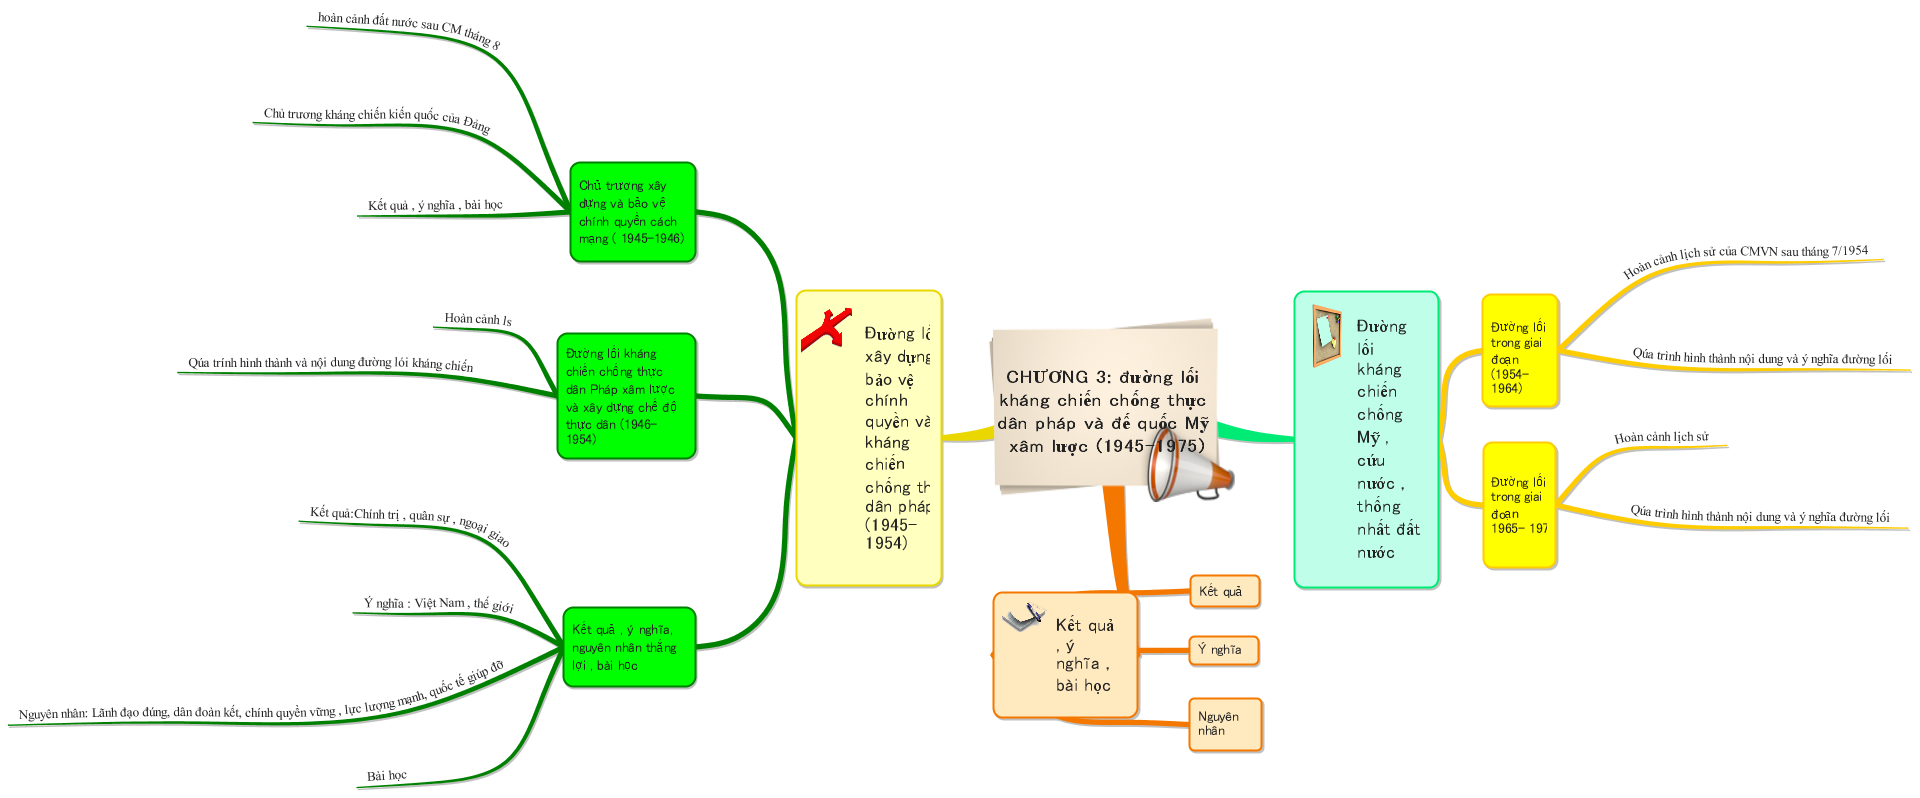 hoàn cảnh đất nước sau CM tháng 8
Chủ trương kháng chiến kiến quốc của Đảng
Kết quả , ý nghĩa , bài học
Chủ trương xây
dựng và bảo vệ
chính quyền cách
mạng ( 1945-1946)
Hoàn cảnh ls
Qúa trính hình thành và nội dung đường lói kháng chiến
Đường lối kháng
chiến chống thực
dân Pháp xâm lược
và xây dựng chế độ
thực dân (1946-
1954)
Kết quả:Chính trị , quân sự , ngoại giao
Ý nghĩa : Việt Nam , thế giới
Nguyên nhân: Lãnh đạo đúng, dân đoàn kết, chính quyền vững , lực lượng mạnh, quốc tế giúp đỡ
Bài học
Kết quả , ý nghĩa,
nguyên nhân thắng
lợi , bài học
Đường
xây dựng
bảo vệ
chính
quyền và
kháng
chiến
chống
dân pháp
(1945-
1954)
CHƯƠNG 3: đường lối
kháng chiến chống thực
dân pháp và đế quốc Mỹ
xâm lược (1945-1975)
Kết quả
, ý
nghĩa ,
bài học
Kết quả
Ý nghĩa
Nguyên
nhân
Đường
lối
kháng
chiến
chống
Mỹ ,
cứu
nước ,
thống
nhất đất
nước
Đường lối
trong giai
đoạn
(1954-
1964)
Hoàn cảnh lịch sử của CMVN sau tháng 7/1954
Qúa trình hình thành nội dung và ý nghĩa đường lối
Đường lối
trong giai
đoạn
1965- 197
Hoàn cảnh lịch sử
Qúa trình hình thành nội dung và ý nghĩa đường lối